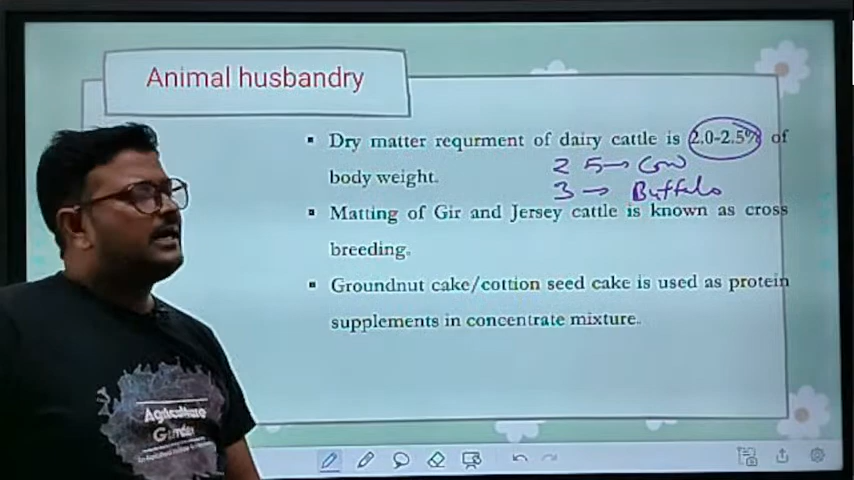 Animal husbandry
▪ Dry matter requrment of dairy cattle is 2.0-2.5% of
2 5 → Cow
body weight.
3 → Buffalo
▪ Matting of Gir and Jersey cattle is known as cross
breeding.
▪ Groundnut cake/cottion seed cake is used as protein
supplements in concentrate mixture.
Agriculture